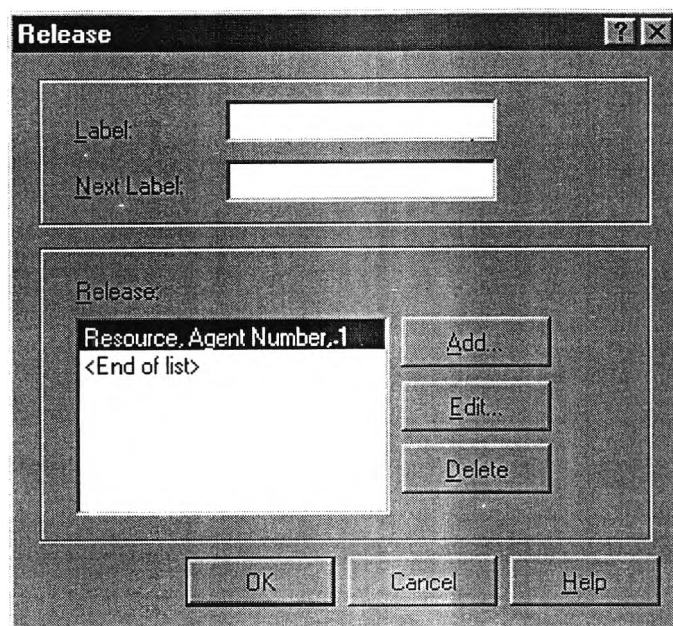 Release
Label:
Next Label:
Release:
Resource, Agent Number, 1
<End of list>
Add...
Edit...
Delete
OK
Cancel
Help